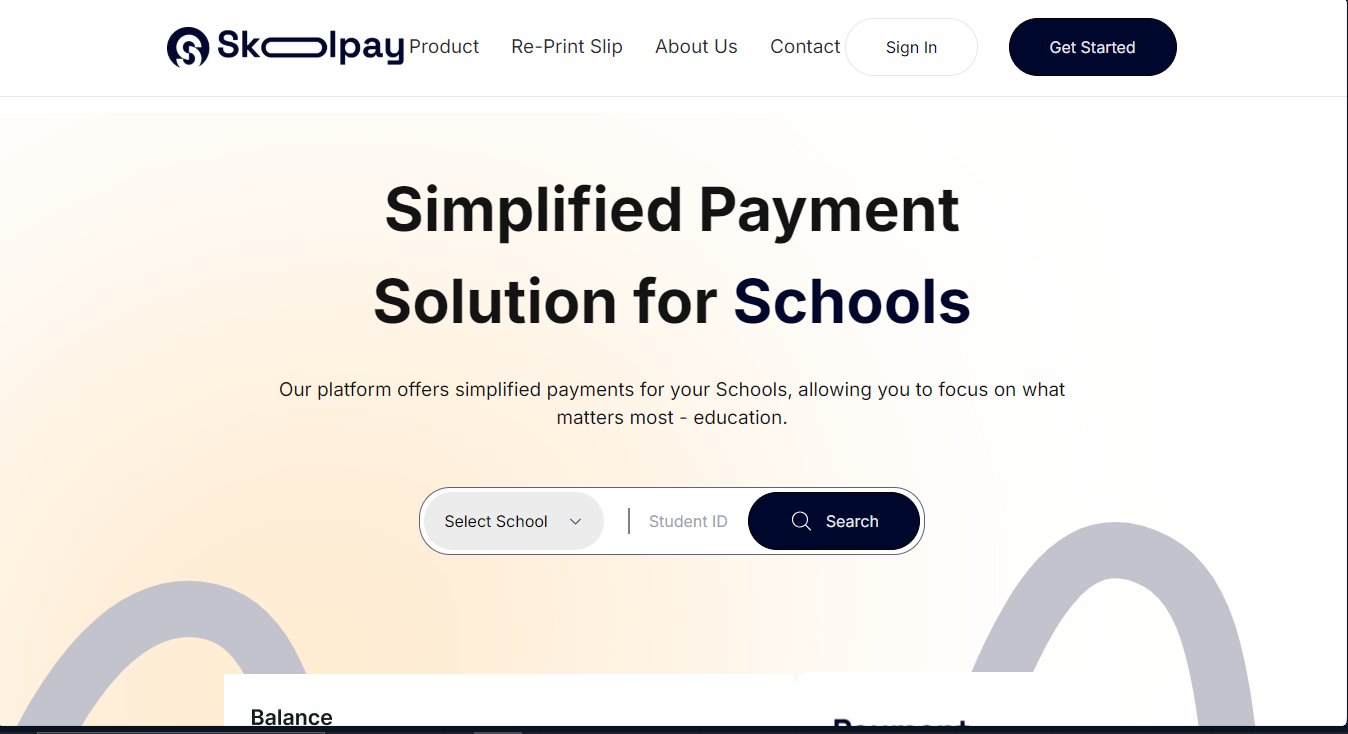 Skoolpay Product Re-Print Slip About Us Contact Sign In Get Started
Simplified Payment
Solution for Schools
Our platform offers simplified payments for your Schools, allowing you to focus on what
matters most - education.
Select School Student ID Search
Balance
Payment